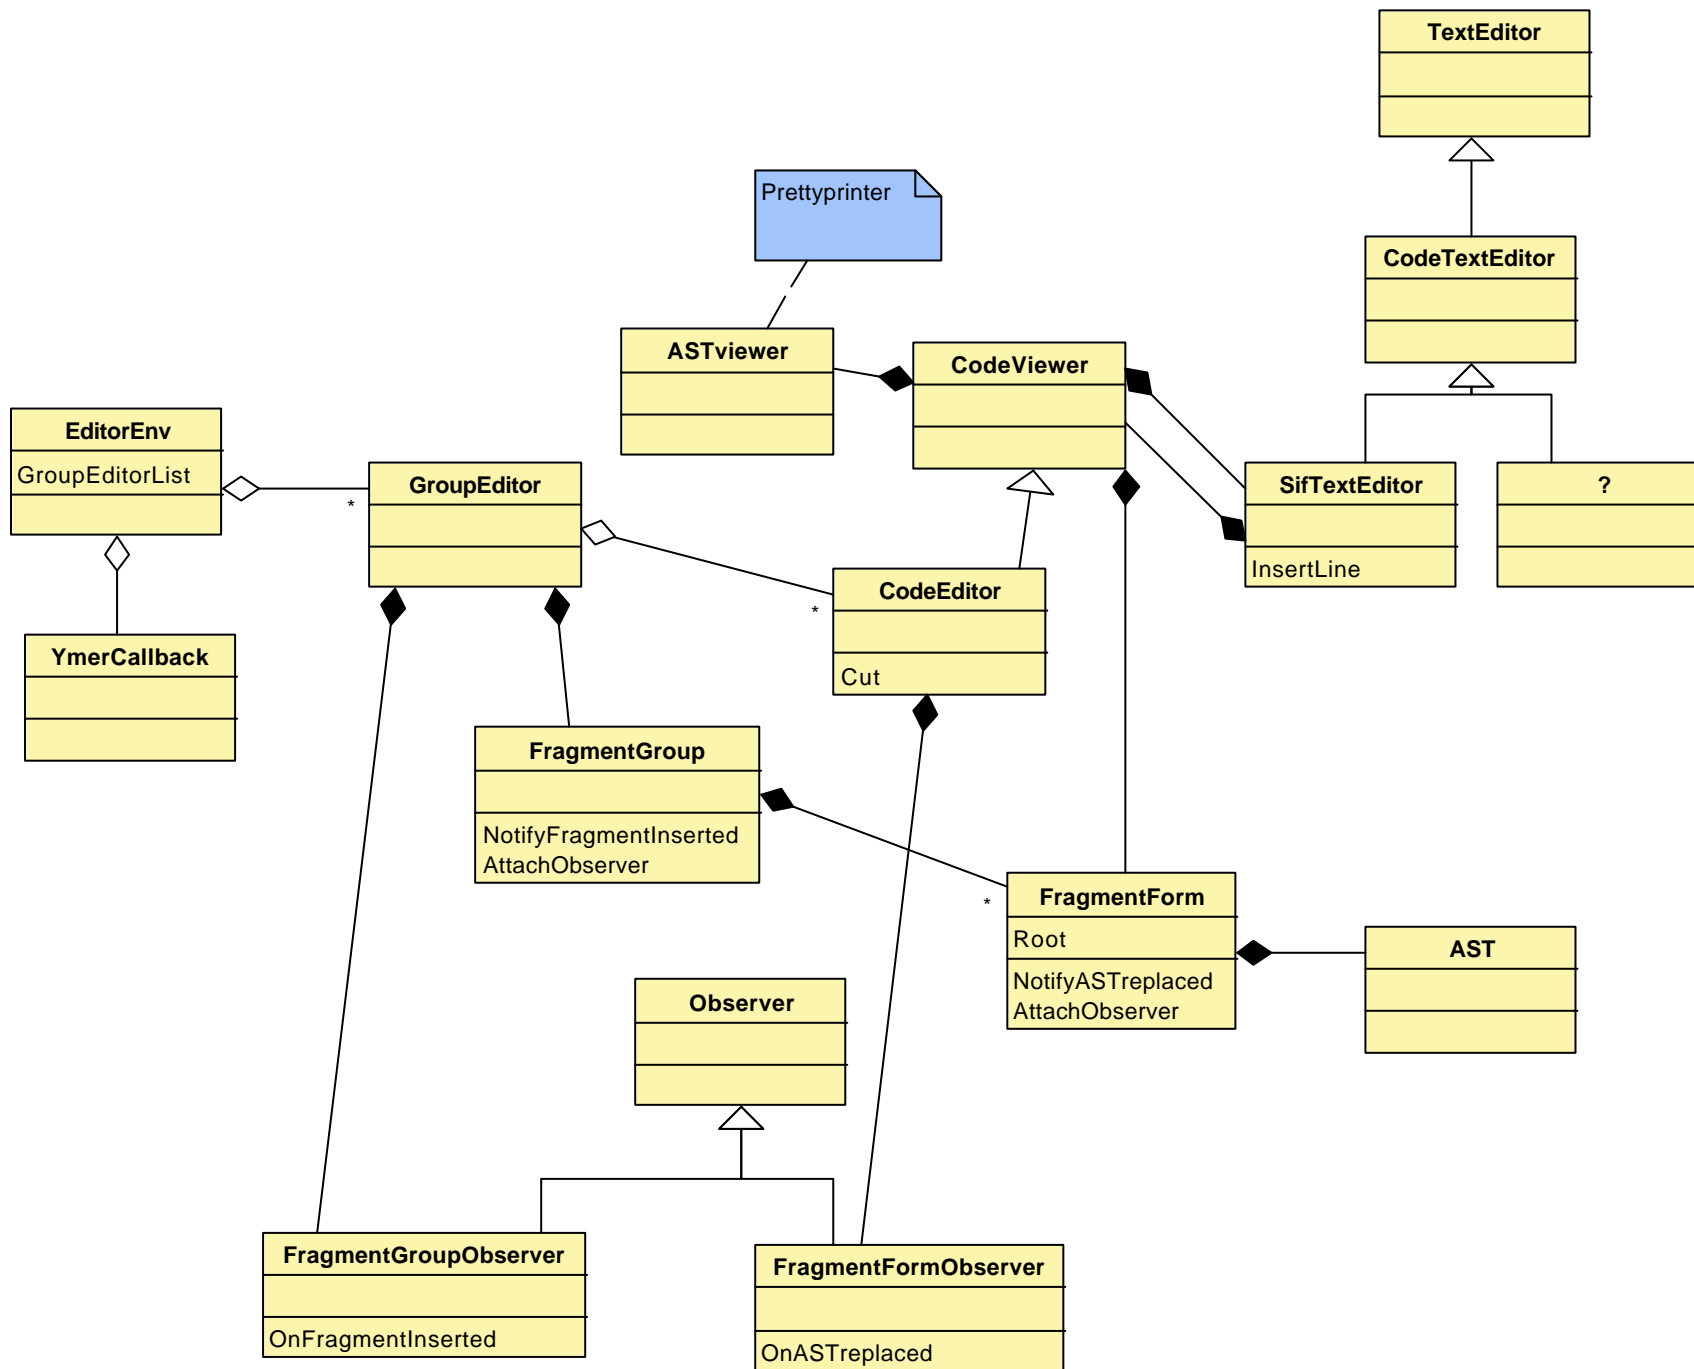 TextEditor
Prettyprinter
CodeTextEditor
ASTviewer
CodeViewer
EditorEnv
GroupEditorList
*
GroupEditor
SifTextEditor
InsertLine
?
CodeEditor
*
Cut
YmerCallback
FragmentGroup
NotifyFragmentInserted
AttachObserver
*
FragmentForm
Root
NotifyASTreplaced
AttachObserver
AST
Observer
FragmentGroupObserver
OnFragmentInserted
FragmentFormObserver
OnASTreplaced